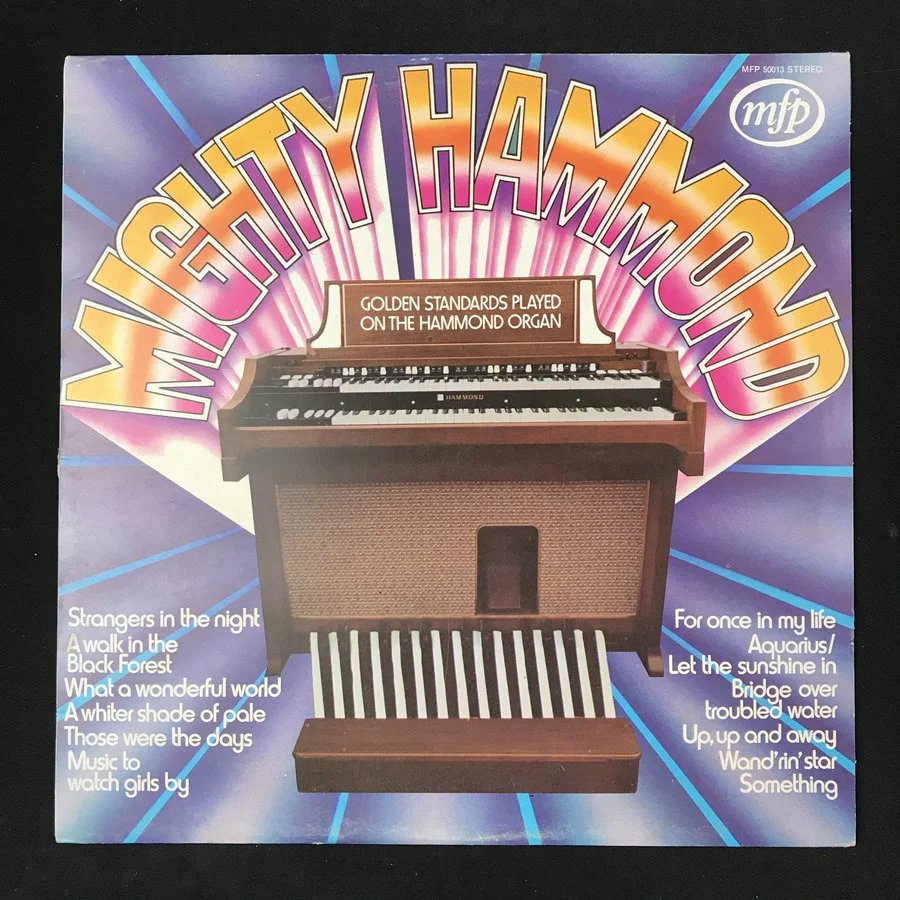 MFP 50013 STEREO
mfp
MIGHTY HAMMOND
GOLDEN STANDARDS PLAYED
ON THE HAMMOND ORGAN
HAMMOND
Strangers in the night
A walk in the
Black Forest
What a wonderful world
A whiter shade of pale
Those were the days
Music to
watch girls by
For once in my life
Aquarius/
Let the sunshine in
Bridge over
troubled water
Up, up and away
Wand'rin' star
Something